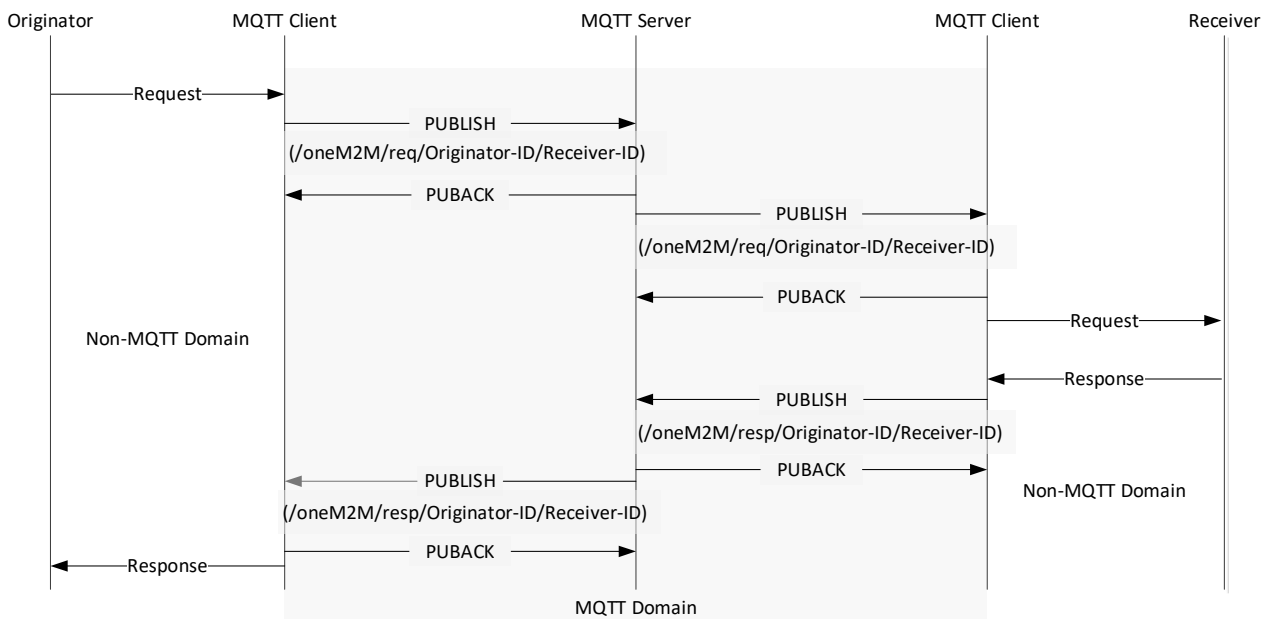 Originator
MQTT Client
MQTT Server
MQTT Client
Receiver
Request
PUBLISH
(/oneM2M/req/Originator-ID/Receiver-ID)
PUBACK
PUBLISH
(/oneM2M/req/Originator-ID/Receiver-ID)
PUBACK
Request
Non-MQTT Domain
Response
PUBLISH
(/oneM2M/resp/Originator-ID/Receiver-ID)
PUBACK
PUBLISH
Non-MQTT Domain
(/oneM2M/resp/Originator-ID/Receiver-ID)
PUBACK
Response
MQTT Domain